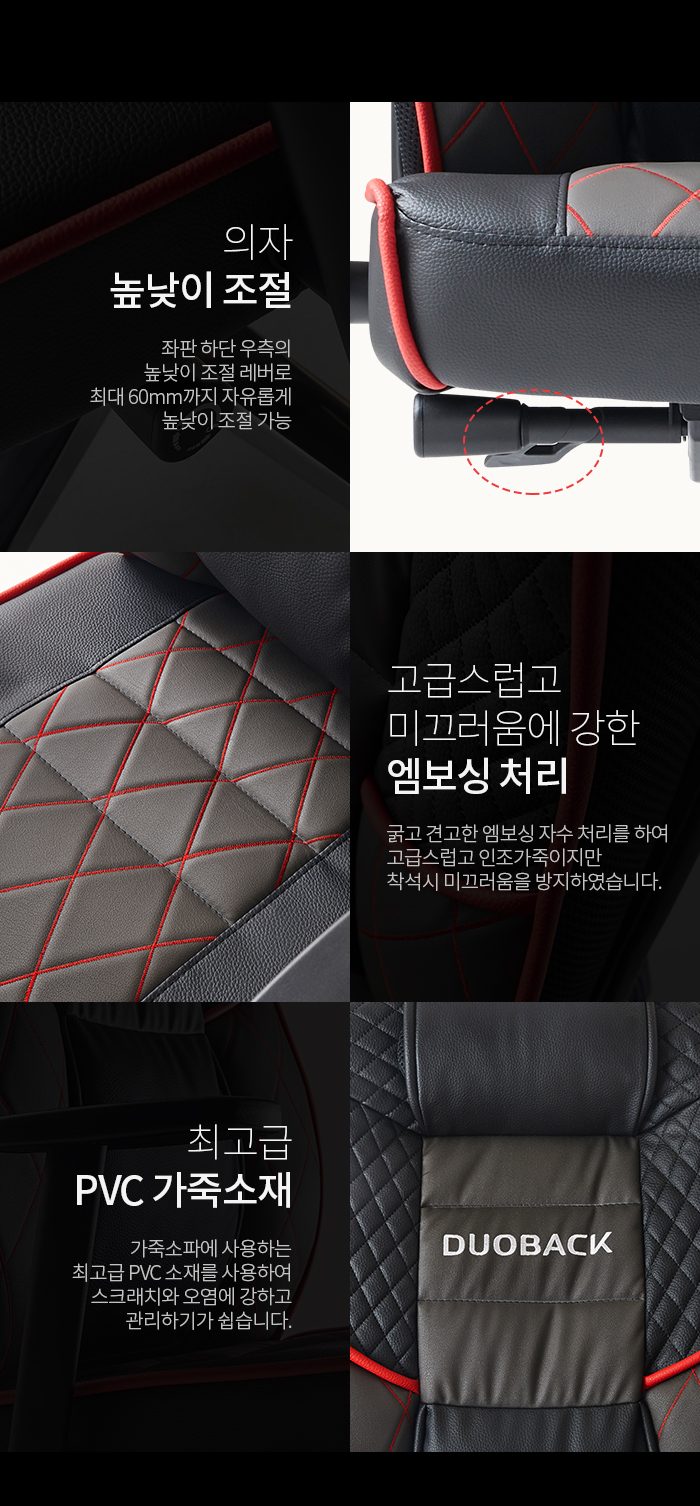 의자
높낮이 조절
좌판 하단 우측의
높낮이 조절 레버로
최대 60mm까지 자유롭게
높낮이 조절 가능
고급스럽고
미끄러움에 강한
엠보싱 처리
굵고 견고한 엠보싱 자수 처리를 하여
고급스럽고 인조가죽이지만
착석시 미끄러움을 방지하였습니다.
최고급
PVC 가죽소재
가죽소파에 사용하는
최고급 PVC 소재를 사용하여
스크래치와 오염에 강하고
관리하기가 쉽습니다.
DUOBACK